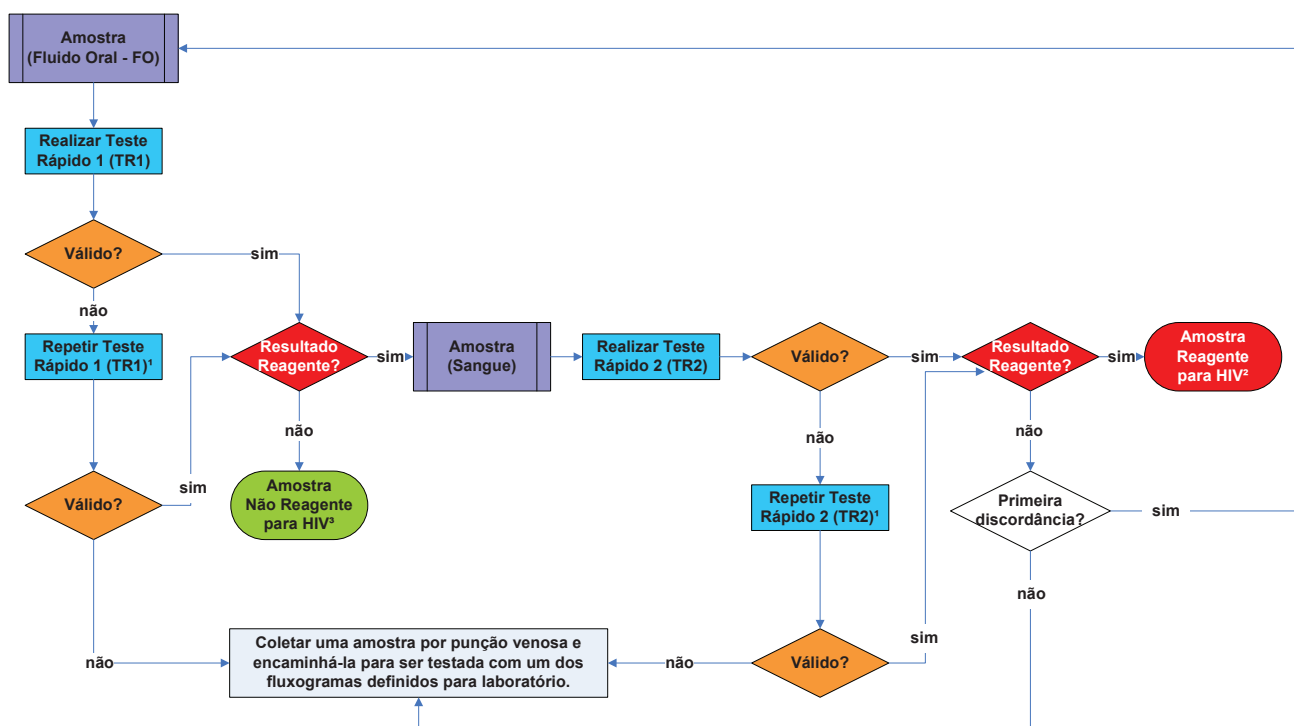 Amostra
(Fluido Oral - FO)
Realizar Teste
Rápido 1 (TR1)
Válido?
sim
não
Repetir Teste
Rápido 1 (TR1)¹
Resultado
Reagente?
sim
Amostra
(Sangue)
Realizar Teste
Rápido 2 (TR2)
Válido?
sim
Resultado
Reagente?
sim
Amostra
Reagente
para HIV²
não
não
não
Válido?
sim
Amostra
Não Reagente
para HIV³
Repetir Teste
Rápido 2 (TR2)¹
Primeira
discordância?
sim
não
Coletar uma amostra por punção venosa e
encaminhá-la para ser testada com um dos
fluxogramas definidos para laboratório.
não
não
Válido?
sim